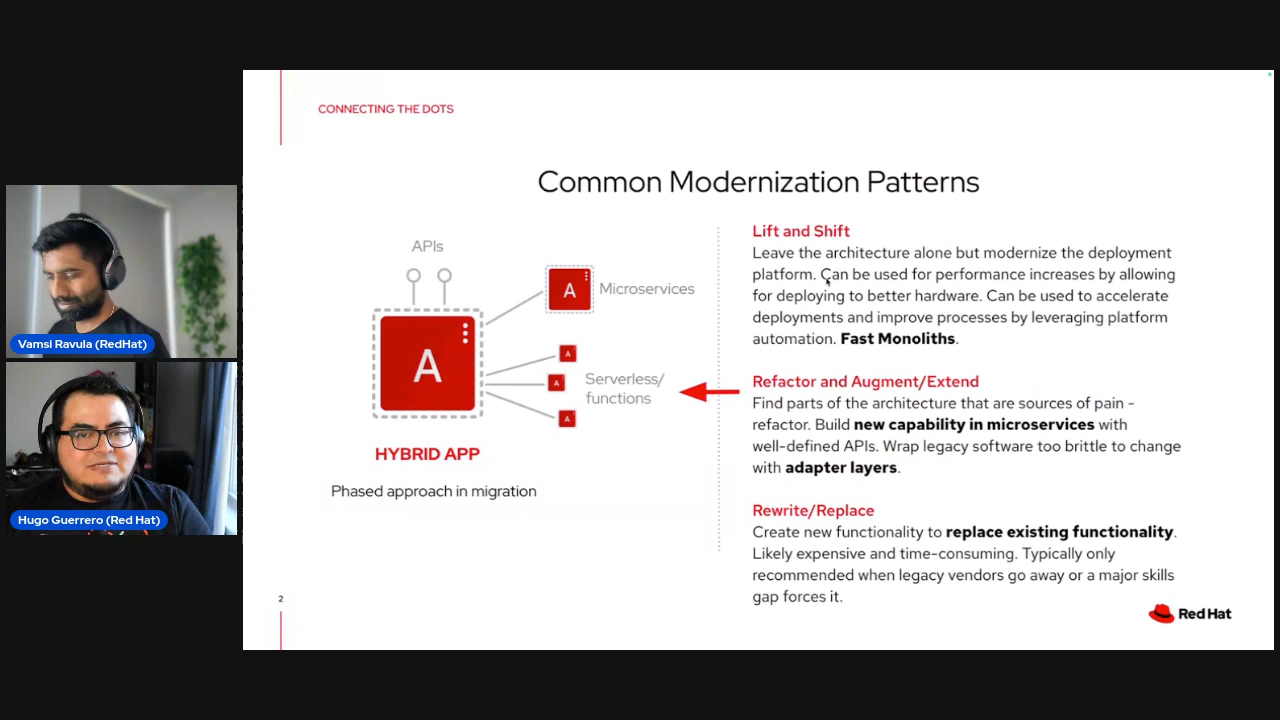 CONNECTING THE DOTS
Common Modernization Patterns
APIs
A
Microservices
A
A
A
Serverless/
functions
A
HYBRID APP
Phased approach in migration
Lift and Shift
Leave the architecture alone but modernize the deployment
platform. Can be used for performance increases by allowing
for deploying to better hardware. Can be used to accelerate
deployments and improve processes by leveraging platform
automation. Fast Monoliths.
Refactor and Augment/Extend
Find parts of the architecture that are sources of pain -
refactor. Build new capability in microservices with
well-defined APIs. Wrap legacy software too brittle to change
with adapter layers.
Rewrite/Replace
Create new functionality to replace existing functionality.
Likely expensive and time-consuming. Typically only
recommended when legacy vendors go away or a major skills
gap forces it.
2
Red Hat
Vamsi Ravula (RedHat)
Hugo Guerrero (Red Hat)